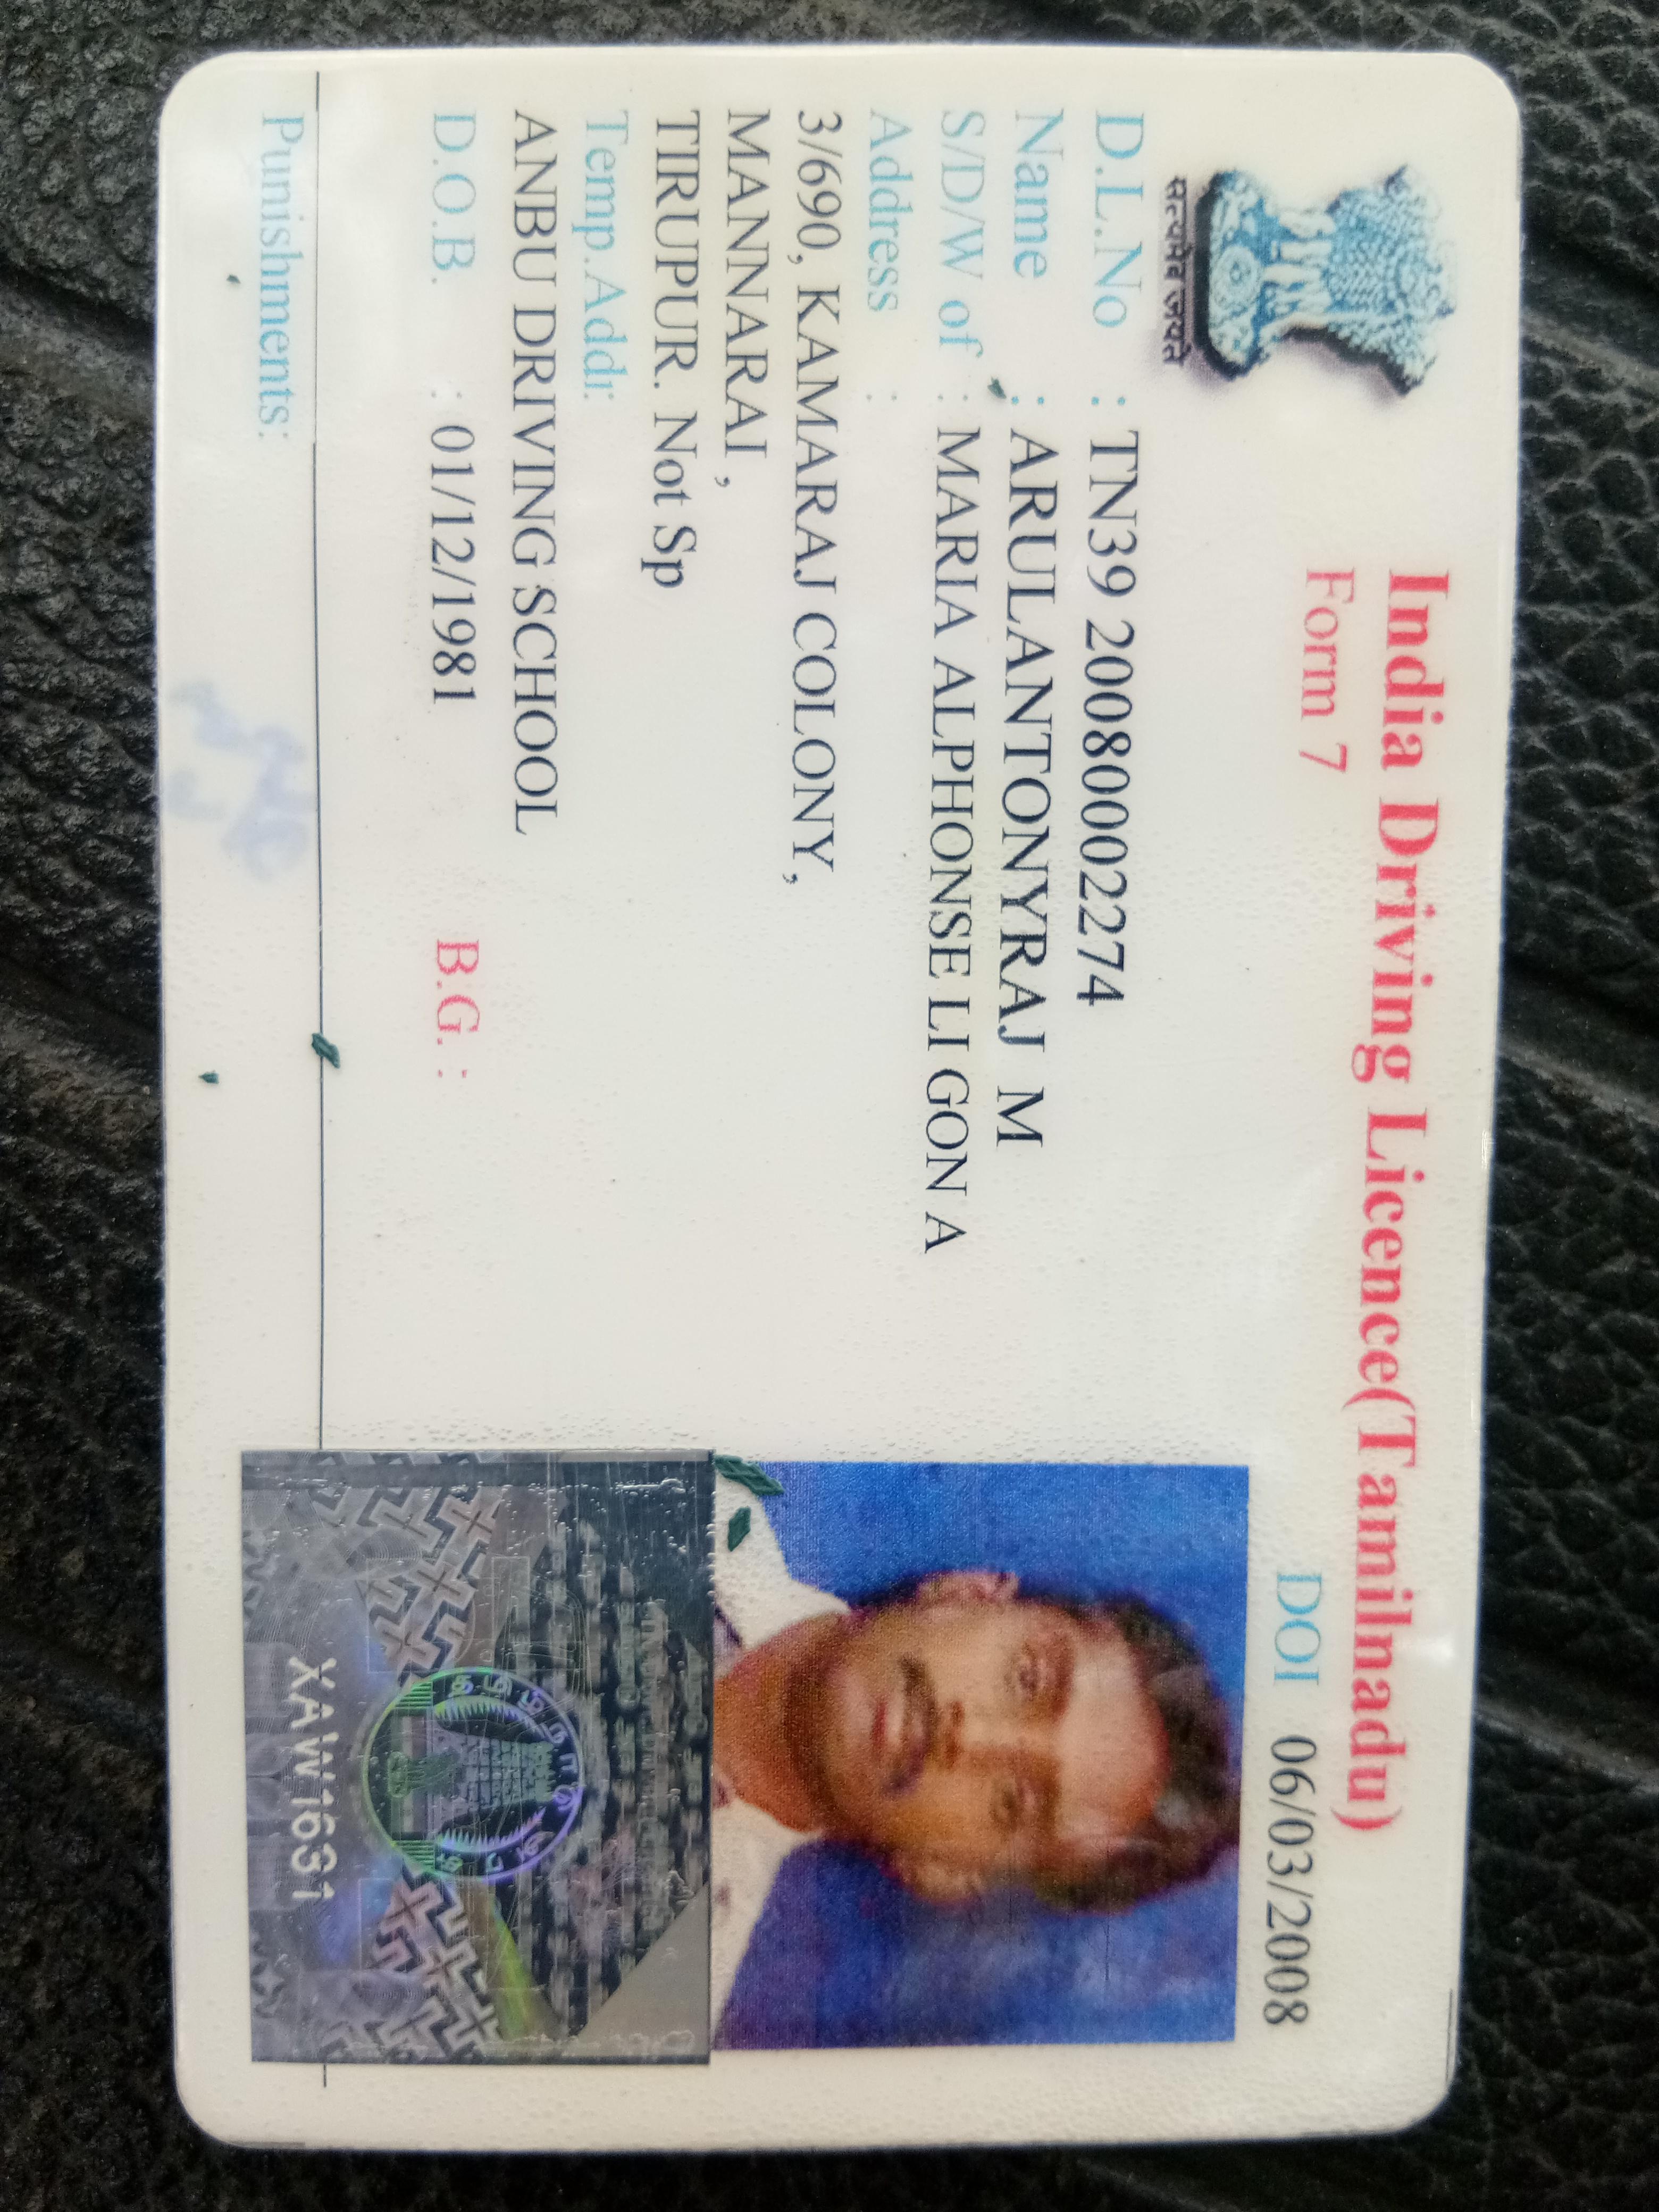 India Driving Licence(Tamilnadu)
Form 7
DOI 06/03/2008
सत्यमेव जयते
D.L.No : TN39 20080002274
Name : ARULANTONYRAJ M
S/D/W of : MARIA ALPHONSE LI GON A
Address :
3/690, KAMARAJ COLONY,
MANNARAI ,
TIRUPUR. Not Sp
Temp.Addr:
ANBU DRIVING SCHOOL
D.O.B. : 01/12/1981 B.G. :
XAW1631
Punishments: